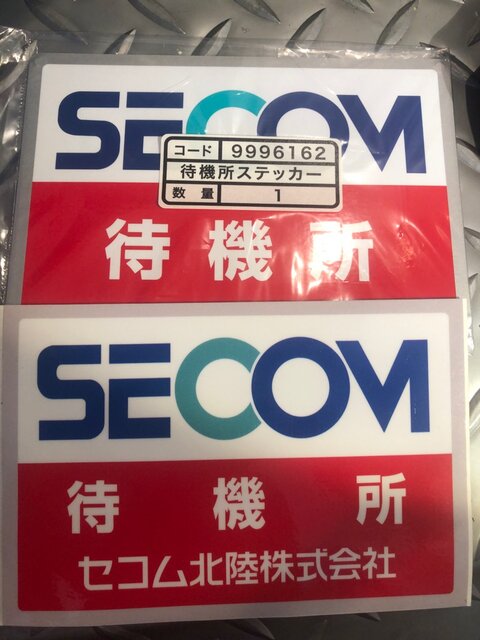 SECOM
コード 9996162
待機所ステッカー
数量 1
待機所
SECOM
待機所
セコム北陸株式会社